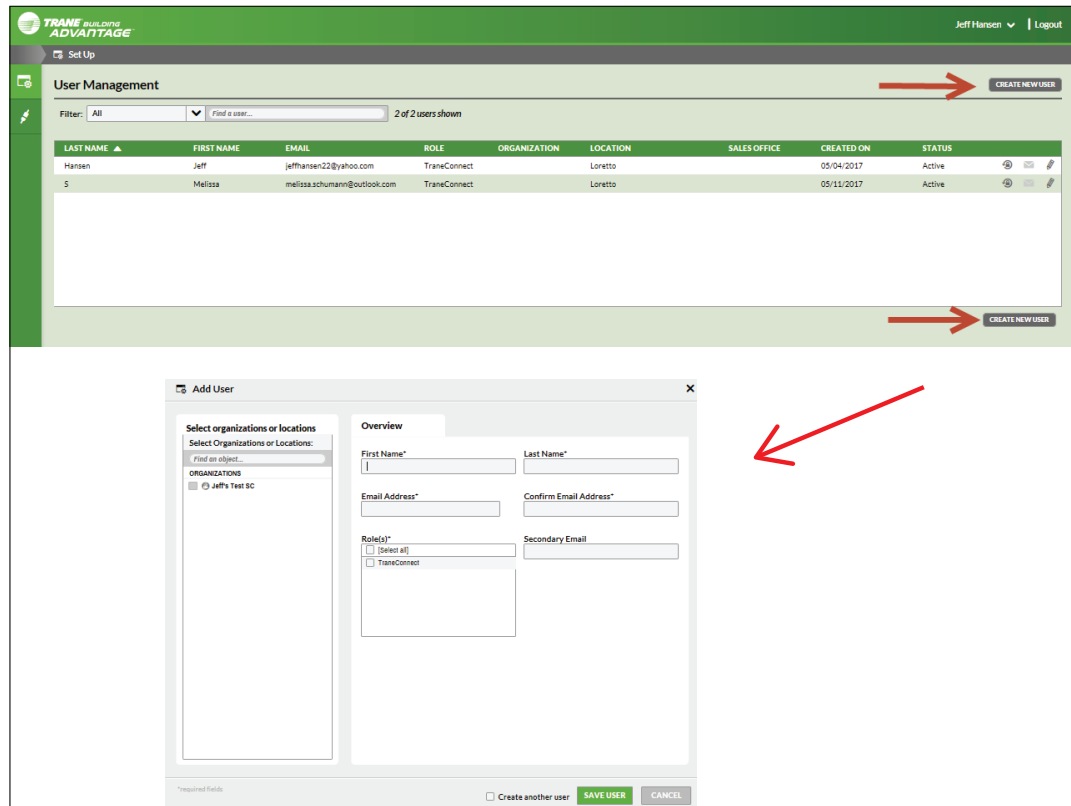 TRANE BUILDING
ADVANTAGE
Jeff Hansen | Logout
Set Up
User Management
CREATE NEW USER
Filter: All Find a user... 2 of 2 users shown
LAST NAME FIRST NAME EMAIL ROLE ORGANIZATION LOCATION SALES OFFICE CREATED ON STATUS
Hansen Jeff jeffhansen22@yahoo.com TraneConnect Loretto 05/04/2017 Active
S Melissa melissa.schumann@outlook.com TraneConnect Loretto 05/11/2017 Active
CREATE NEW USER
Add User
Select organizations or locations
Select Organizations or Locations:
Find an object...
ORGANIZATIONS
Jeff's Test SC
Overview
First Name* Last Name*
Email Address* Confirm Email Address*
Role(s)* Secondary Email
[Select all]
TraneConnect
*required fields
Create another user SAVE USER CANCEL